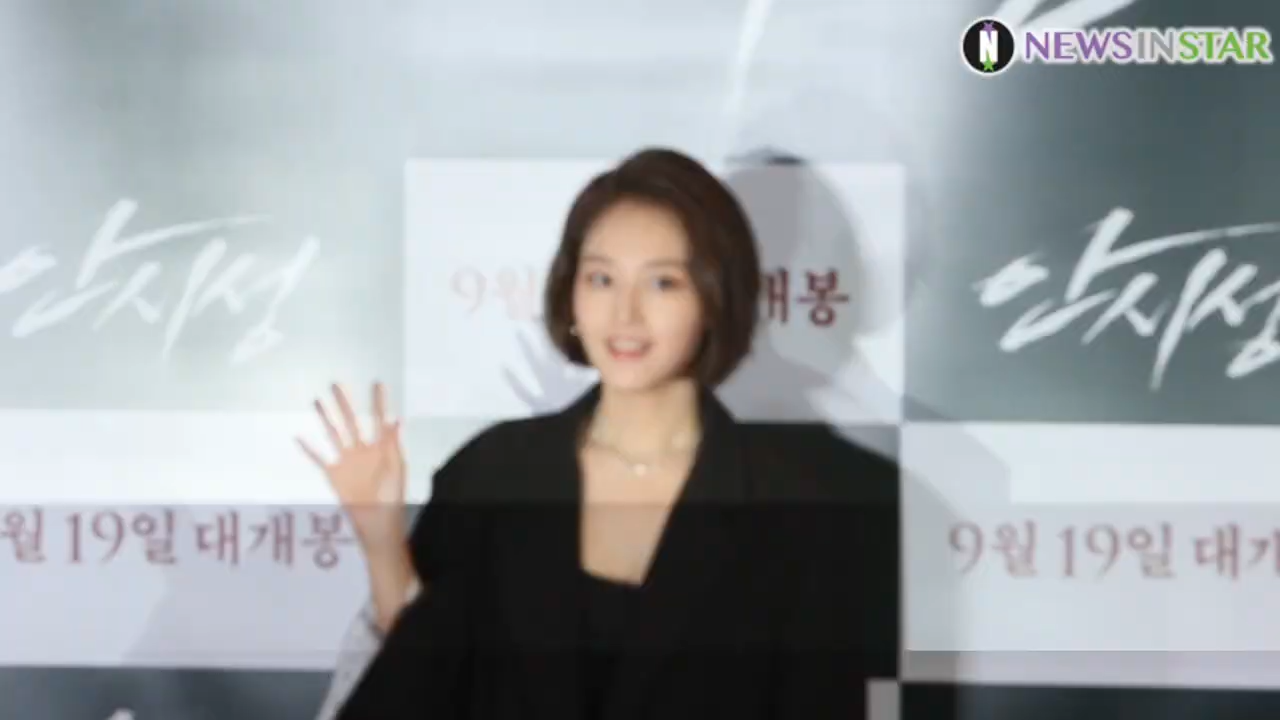 NEWSINSTAR
안시성
안시성
9월 개봉
월 19일 대개봉
9월 19일 대개